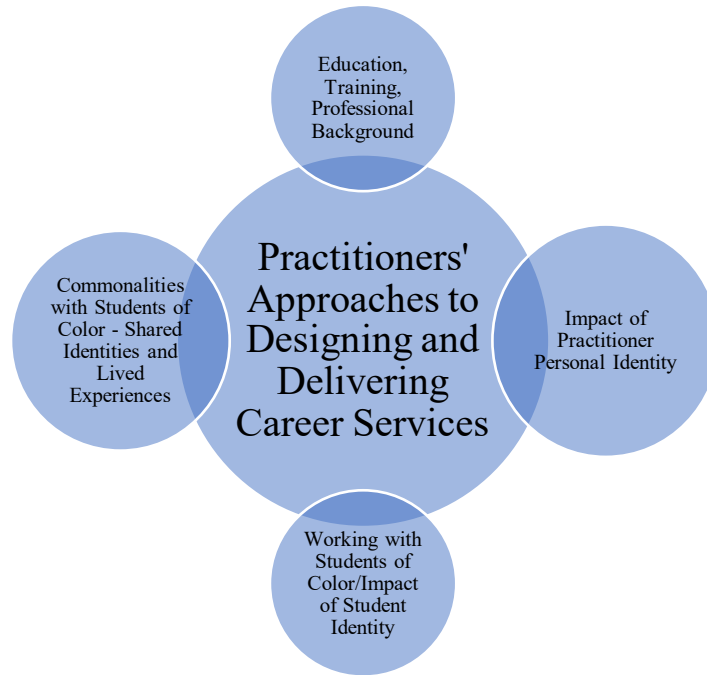 Education,
Training,
Professional
Background
Practitioners'
Approaches to
Designing and
Delivering
Career Services
Commonalities
with Students of
Color - Shared
Identities and
Lived
Experiences
Impact of
Practitioner
Personal Identity
Working with
Students of
Color/Impact
of Student
Identity